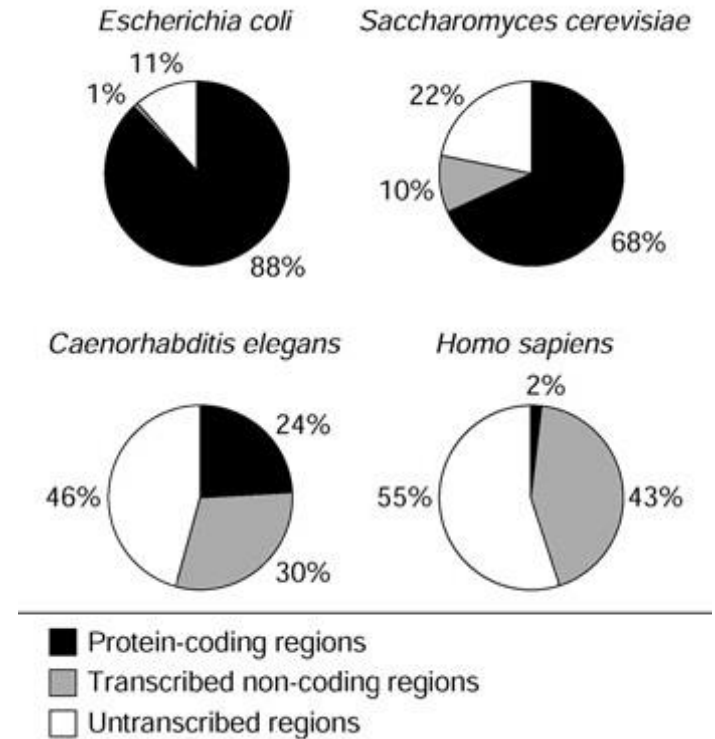 Escherichia coli
Saccharomyces cerevisiae
11%
1%
88%
22%
10%
68%
Caenorhabditis elegans
Homo sapiens
24%
46%
30%
2%
55%
43%
Protein-coding regions
Transcribed non-coding regions
Untranscribed regions